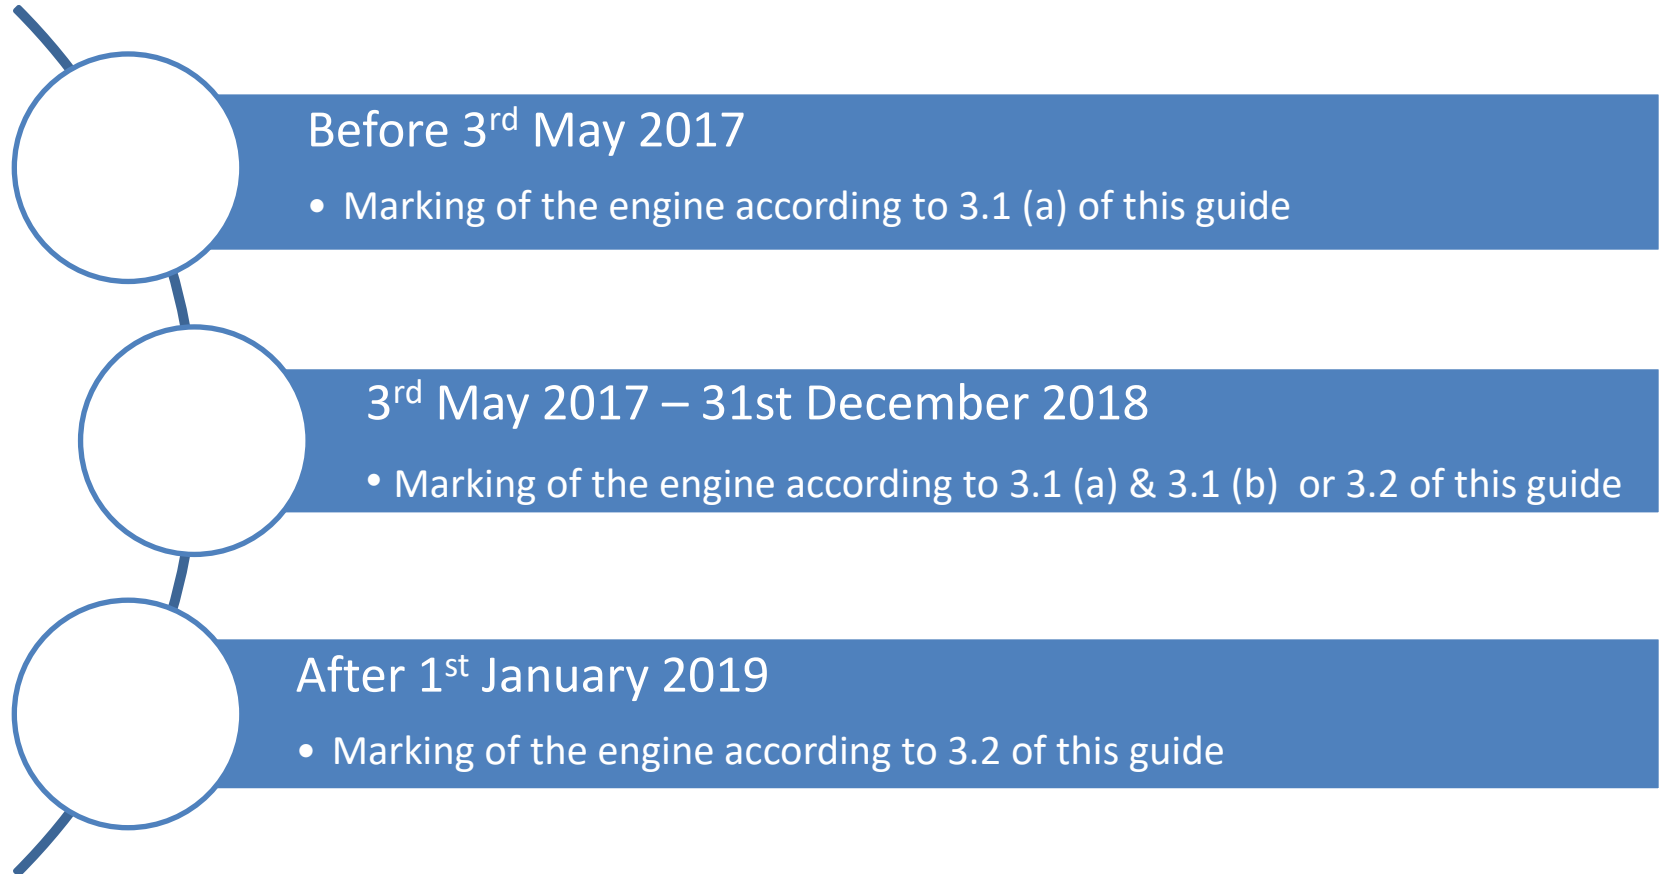 Before 3rd May 2017
• Marking of the engine according to 3.1 (a) of this guide
3rd May 2017 – 31st December 2018
• Marking of the engine according to 3.1 (a) & 3.1 (b)  or 3.2 of this guide
After 1st January 2019
• Marking of the engine according to 3.2 of this guide